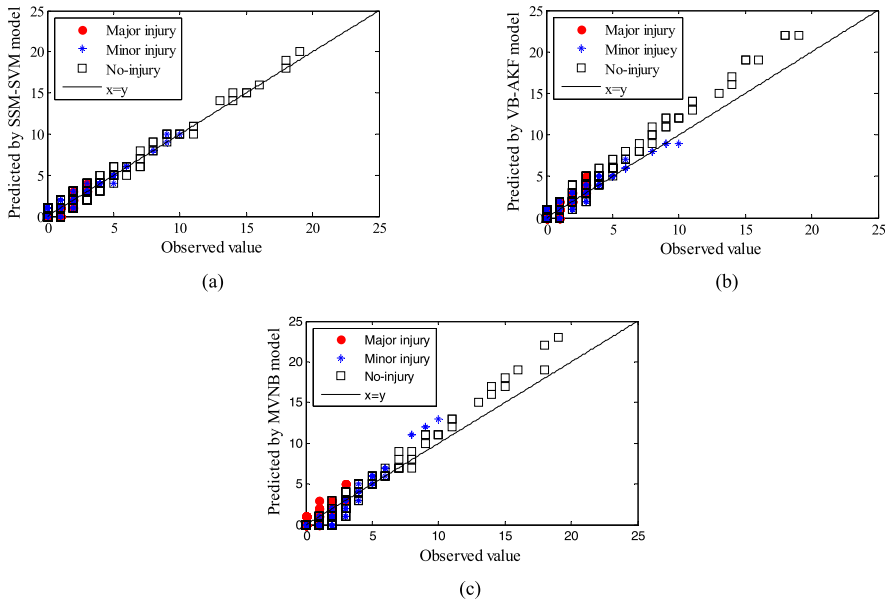 25
20
15
10
5
0
Predicted by SSM-SVM model
Major injury
Minor injury
No-injury
x=y
0 5 10 15 20 25
Observed value
(a)
25
20
15
10
5
0
Predicted by VB-AKF model
Major injury
Minor injuey
No-injury
x=y
0 5 10 15 20 25
Observed value
(b)
25
20
15
10
5
0
Predicted by MVNB model
Major injury
Minor injury
No-injury
x=y
0 5 10 15 20 25
Observed value
(c)